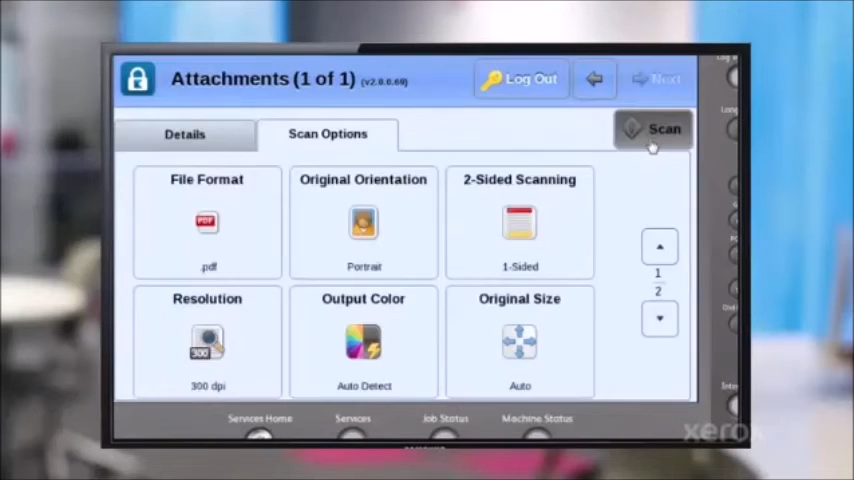 Attachments (1 of 1) (v2.0.0.69)
Log Out
Next
Details
Scan Options
Scan
File Format
Original Orientation
2-Sided Scanning
PDF
.pdf
Portrait
1-Sided
1
2
Resolution
Output Color
Original Size
300
300 dpi
Auto Detect
Auto
Services Home
Services
Job Status
Machine Status
xerox